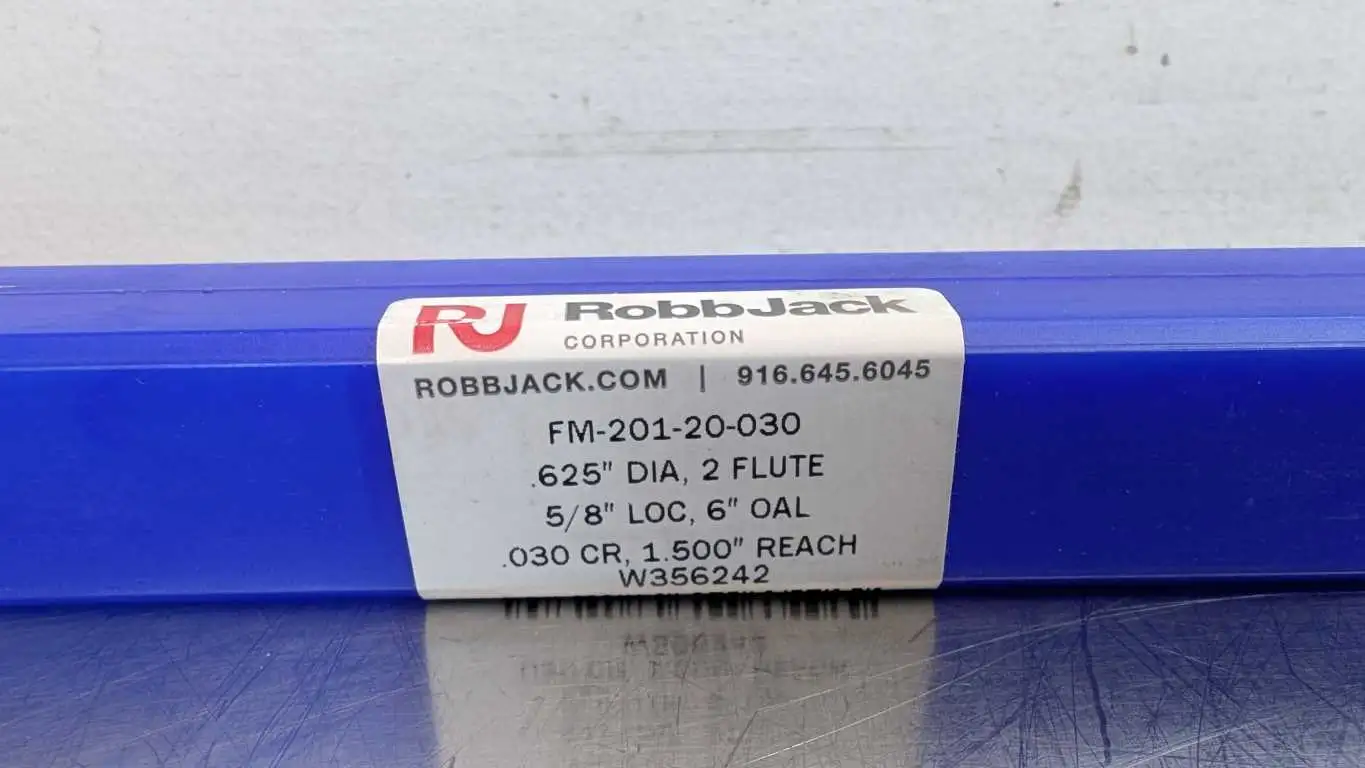 RJ RobbJack
CORPORATION
ROBBJACK.COM | 916.645.6045
FM-201-20-030
.625" DIA, 2 FLUTE
5/8" LOC, 6" OAL
.030 CR, 1.500" REACH
W356242